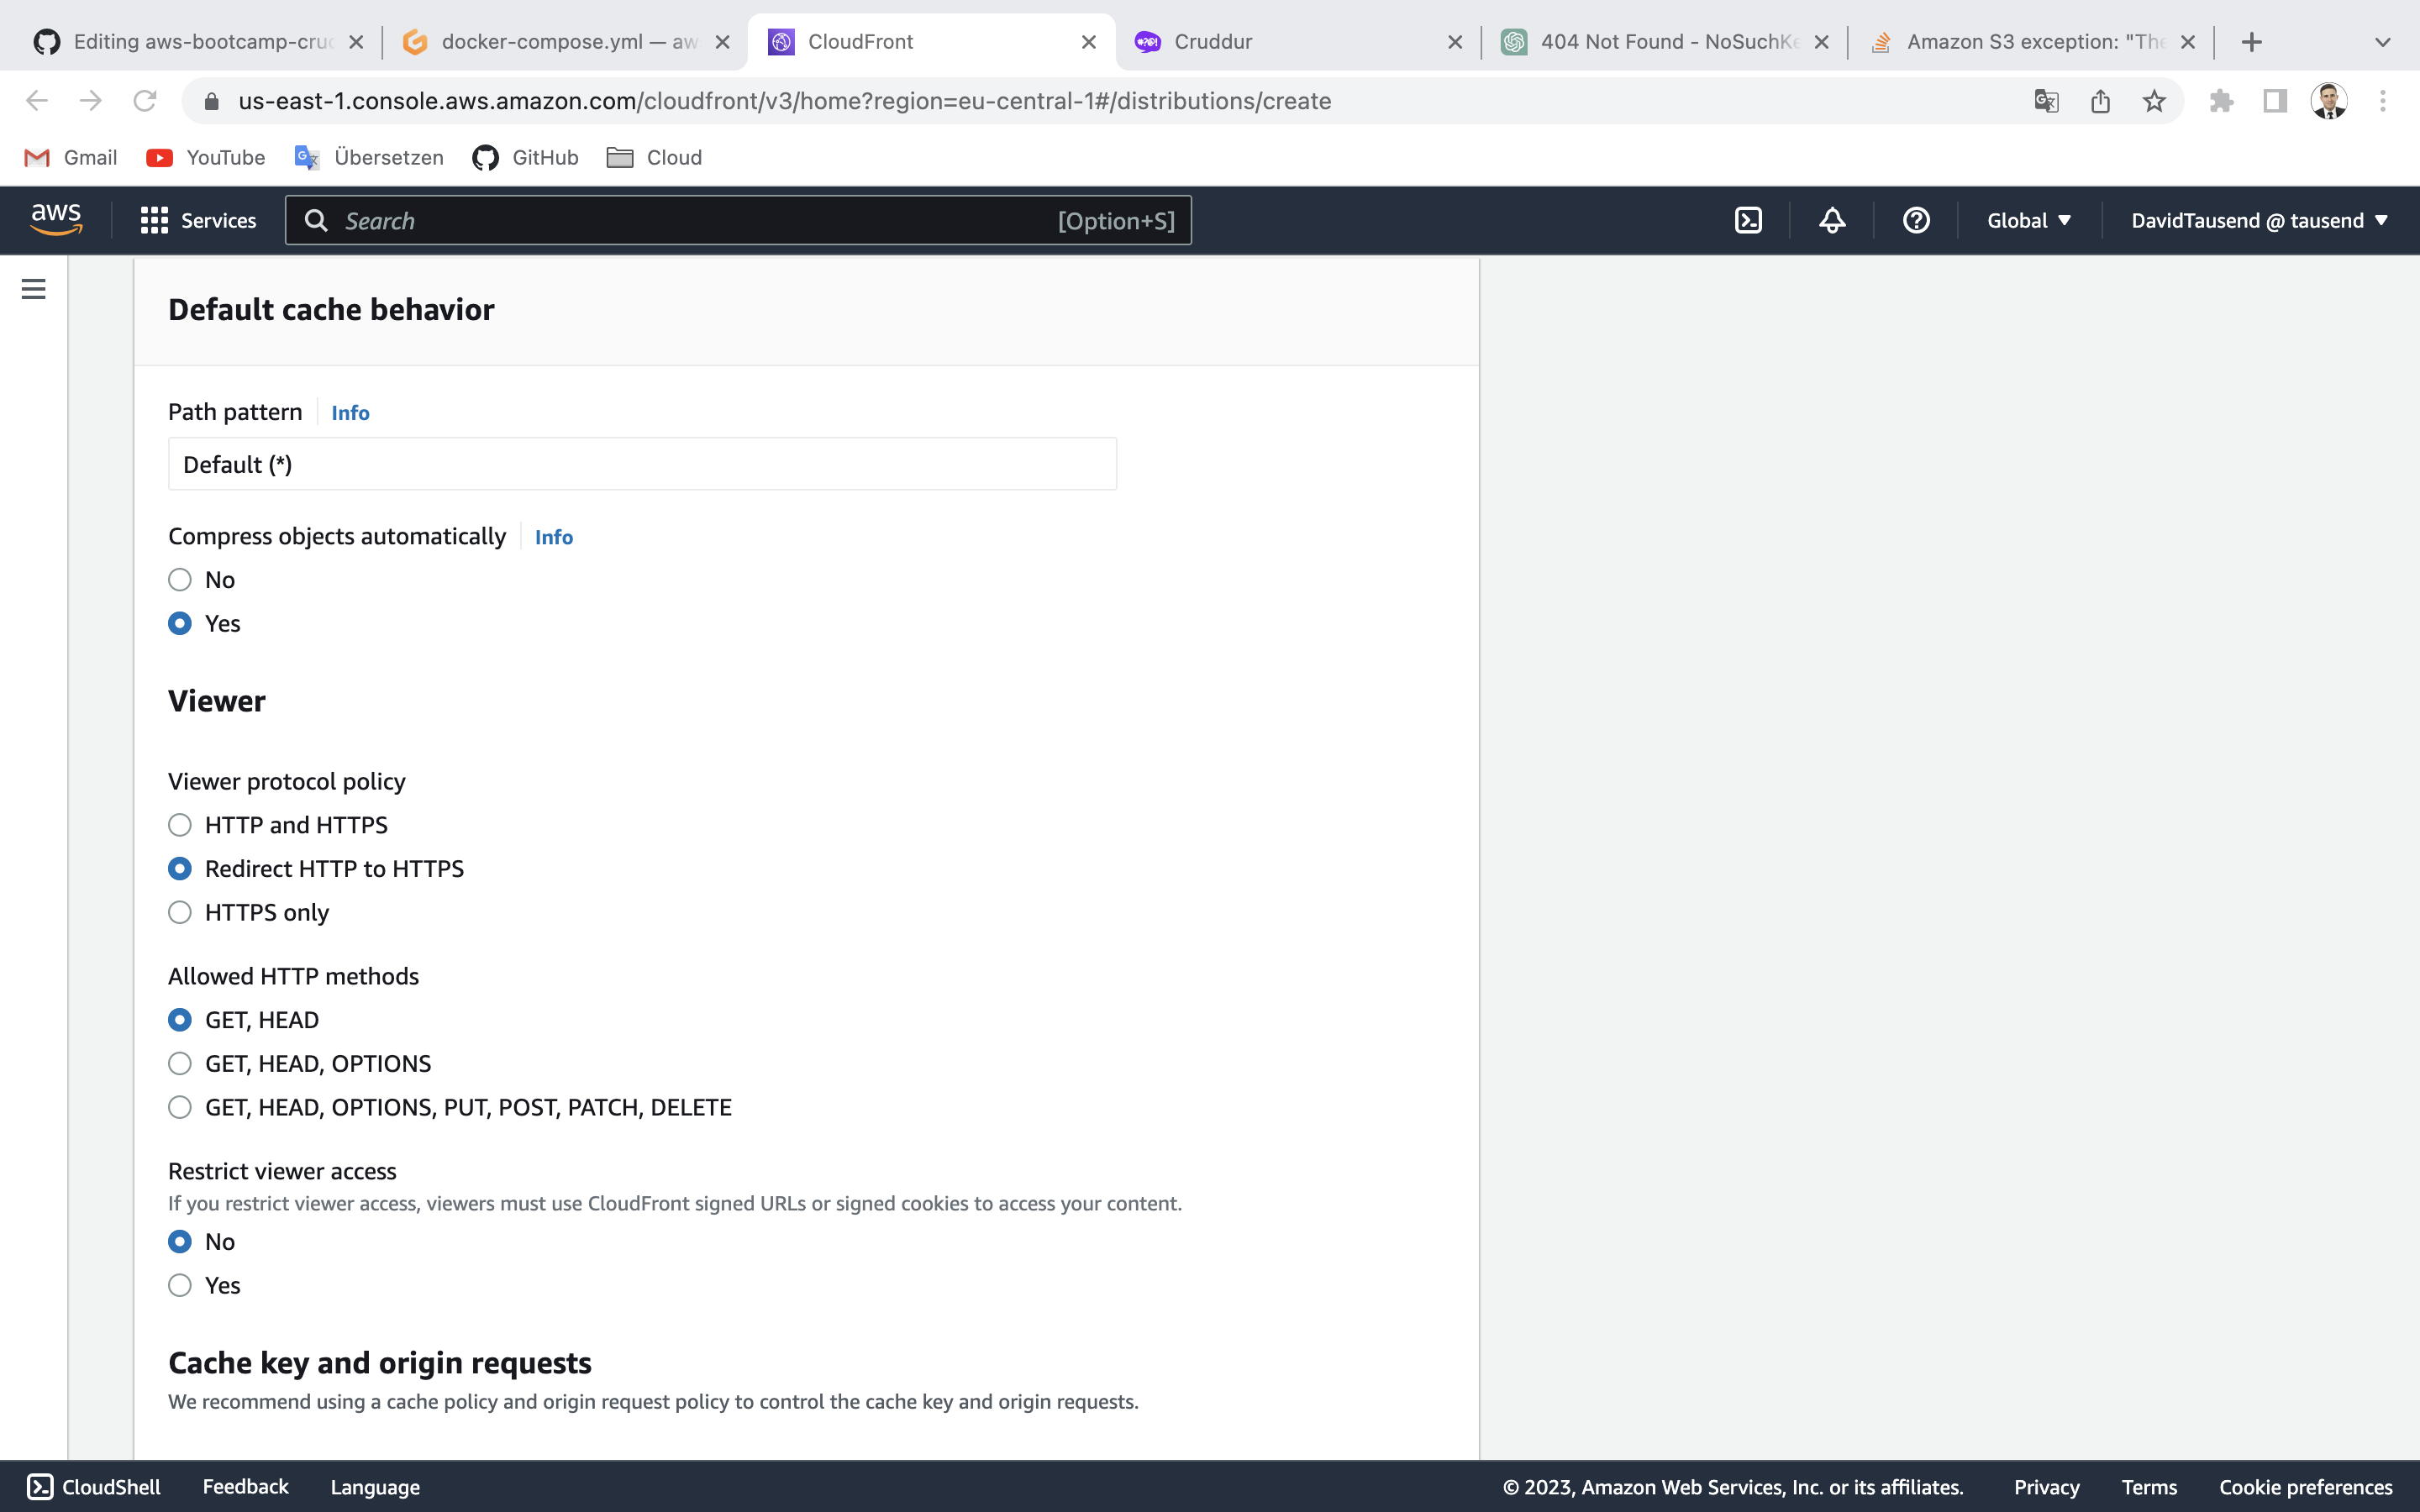 Editing aws-bootcamp-cruc
docker-compose.yml — aw
CloudFront
Cruddur
404 Not Found - NoSuchKe
Amazon S3 exception: "The
us-east-1.console.aws.amazon.com/cloudfront/v3/home?region=eu-central-1#/distributions/create
Gmail
YouTube
Übersetzen
GitHub
Cloud
aws
Services
Search
[Option+S]
Global
DavidTausend @ tausend
Default cache behavior
Path pattern
Info
Default (*)
Compress objects automatically
Info
No
Yes
Viewer
Viewer protocol policy
HTTP and HTTPS
Redirect HTTP to HTTPS
HTTPS only
Allowed HTTP methods
GET, HEAD
GET, HEAD, OPTIONS
GET, HEAD, OPTIONS, PUT, POST, PATCH, DELETE
Restrict viewer access
If you restrict viewer access, viewers must use CloudFront signed URLs or signed cookies to access your content.
No
Yes
Cache key and origin requests
We recommend using a cache policy and origin request policy to control the cache key and origin requests.
CloudShell
Feedback
Language
© 2023, Amazon Web Services, Inc. or its affiliates.
Privacy
Terms
Cookie preferences